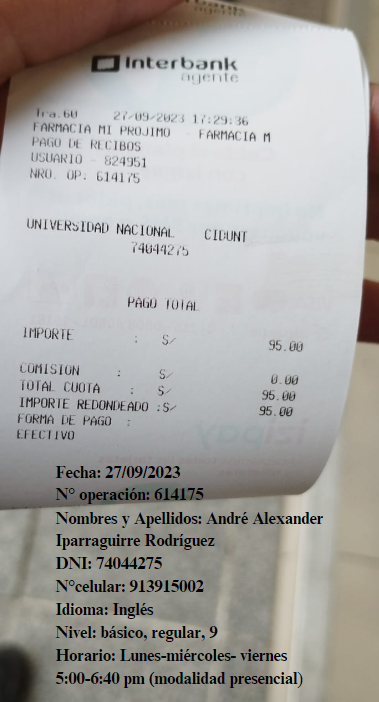 Interbank
agente
Tra.60 27/09/2023 17:29:36
FARMACIA MI PROJIMO - FARMACIA M
PAGO DE RECIBOS
USUARIO - 824951
NRO. OP: 614175
UNIVERSIDAD NACIONAL CIDUNT
74044275
PAGO TOTAL
IMPORTE : S/ 95.00
COMISION : S/ 0.00
TOTAL CUOTA : S/ 95.00
IMPORTE REDONDEADO :S/ 95.00
FORMA DE PAGO :
EFECTIVO
izipay
Fecha: 27/09/2023
N° operación: 614175
Nombres y Apellidos: André Alexander
Iparraguirre Rodríguez
DNI: 74044275
N°celular: 913915002
Idioma: Inglés
Nivel: básico, regular, 9
Horario: Lunes-miércoles- viernes
5:00-6:40 pm (modalidad presencial)